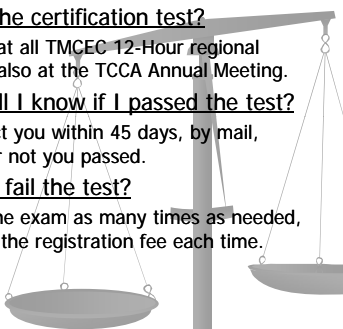 he certification test?
at all TMCEC 12-Hour regional
also at the TCCA Annual Meeting.
ll I know if I passed the test?
ct you within 45 days, by mail,
r not you passed.
fail the test?
he exam as many times as needed,
the registration fee each time.